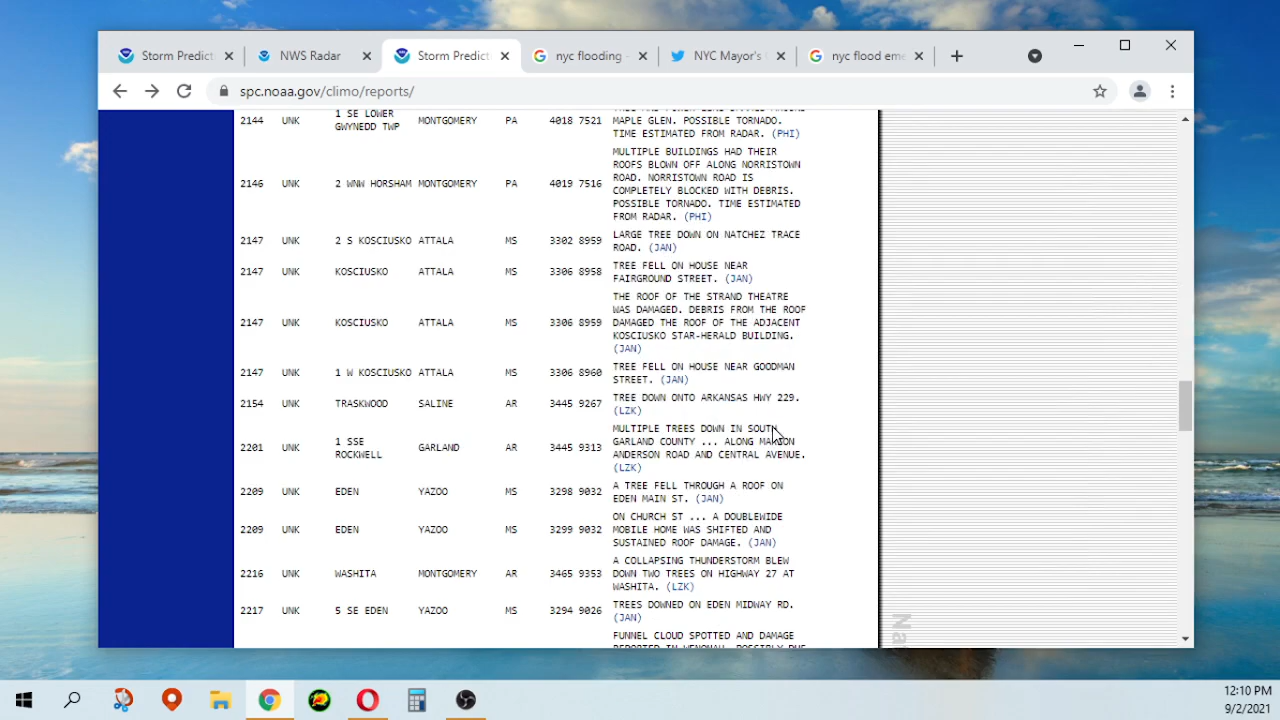 Storm Predict
NWS Radar
Storm Predict
nyc flooding -
NYC Mayor's
nyc flood eme
spc.noaa.gov/climo/reports/
2144 UNK 1 SE LOWER GWYNEDD TWP MONTGOMERY PA 4018 7521
MAPLE GLEN. POSSIBLE TORNADO.
TIME ESTIMATED FROM RADAR. (PHI)
MULTIPLE BUILDINGS HAD THEIR
ROOFS BLOWN OFF ALONG NORRISTOWN
ROAD. NORRISTOWN ROAD IS
2146 UNK 2 WNW HORSHAM MONTGOMERY PA 4019 7516 COMPLETELY BLOCKED WITH DEBRIS.
POSSIBLE TORNADO. TIME ESTIMATED
FROM RADAR. (PHI)
2147 UNK 2 S KOSCIUSKO ATTALA MS 3302 8959 LARGE TREE DOWN ON NATCHEZ TRACE
ROAD. (JAN)
2147 UNK KOSCIUSKO ATTALA MS 3306 8958 TREE FELL ON HOUSE NEAR
FAIRGROUND STREET. (JAN)
THE ROOF OF THE STRAND THEATRE
WAS DAMAGED. DEBRIS FROM THE ROOF
2147 UNK KOSCIUSKO ATTALA MS 3306 8959 DAMAGED THE ROOF OF THE ADJACENT
KOSCIUSKO STAR-HERALD BUILDING.
(JAN)
2147 UNK 1 W KOSCIUSKO ATTALA MS 3306 8960 TREE FELL ON HOUSE NEAR GOODMAN
STREET. (JAN)
2154 UNK TRASKWOOD SALINE AR 3445 9267 TREE DOWN ONTO ARKANSAS HWY 229.
(LZK)
MULTIPLE TREES DOWN IN SOUTH
2201 UNK 1 SSE ROCKWELL GARLAND AR 3445 9313 GARLAND COUNTY ... ALONG
ANDERSON ROAD AND CENTRAL AVENUE.
(LZK)
2209 UNK EDEN YAZOO MS 3298 9032 A TREE FELL THROUGH A ROOF ON
EDEN MAIN ST. (JAN)
ON CHURCH ST ... A DOUBLEWIDE
2209 UNK EDEN YAZOO MS 3299 9032 MOBILE HOME WAS SHIFTED AND
SUSTAINED ROOF DAMAGE. (JAN)
A COLLAPSING THUNDERSTORM BLEW
2216 UNK WASHITA MONTGOMERY AR 3465 9353 DOWN TWO TREES ON HIGHWAY 27 AT
WASHITA. (LZK)
2217 UNK 5 SE EDEN YAZOO MS 3294 9026 TREES DOWNED ON EDEN MIDWAY RD.
(JAN)
FUNNEL CLOUD SPOTTED AND DAMAGE
Na
12:10 PM
9/2/2021